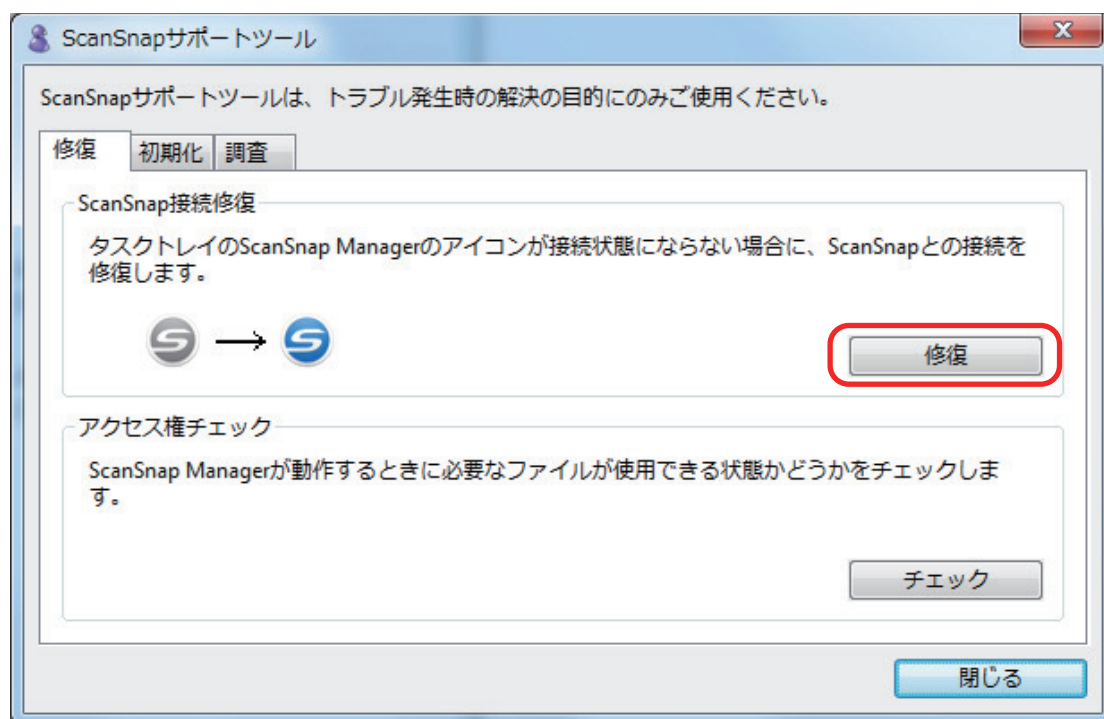 ScanSnapサポートツール
ScanSnapサポートツールは、トラブル発生時の解決の目的にのみご使用ください。
修復 初期化 調査
ScanSnap接続修復
タスクトレイのScanSnap Managerのアイコンが接続状態にならない場合に、ScanSnapとの接続を
修復します。
修復
アクセス権チェック
ScanSnap Managerが動作するときに必要なファイルが使用できる状態かどうかをチェックしま
す。
チェック
閉じる